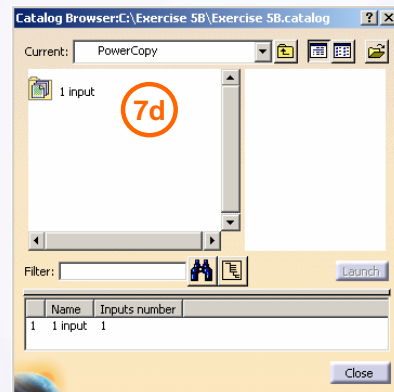 Catalog Browser:C:\Exercise 5B\Exercise 5B.catalog
Current: PowerCopy
1 input
7d
Filter:
Launch
Name Inputs number
1 1 input 1
Close